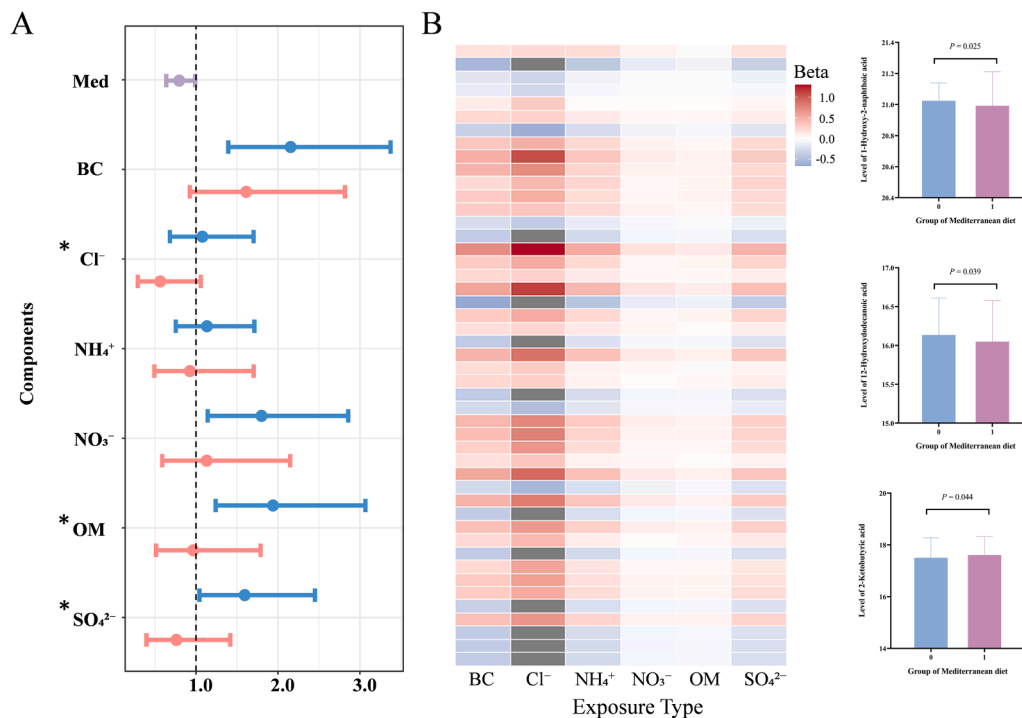 A
Components
Med
BC
* Cl⁻
NH₄⁺
NO₃⁻
* OM
* SO₄²⁻
1.0 2.0 3.0
B
Beta
1.0
0.5
0.0
-0.5
BC Cl⁻ NH₄⁺ NO₃⁻ OM SO₄²⁻
Exposure Type
P = 0.025
Level of 1-Hydroxy-2-naphthoic acid
21.4
21.2
21.0
20.8
20.6
20.4
0 1
Group of Mediterranean diet
P = 0.039
Level of 12-Hydroxydodecanoic acid
17.0
16.5
16.0
15.5
15.0
0 1
Group of Mediterranean diet
P = 0.044
Level of 2-Ketobutyric acid
20
18
16
14
0 1
Group of Mediterranean diet